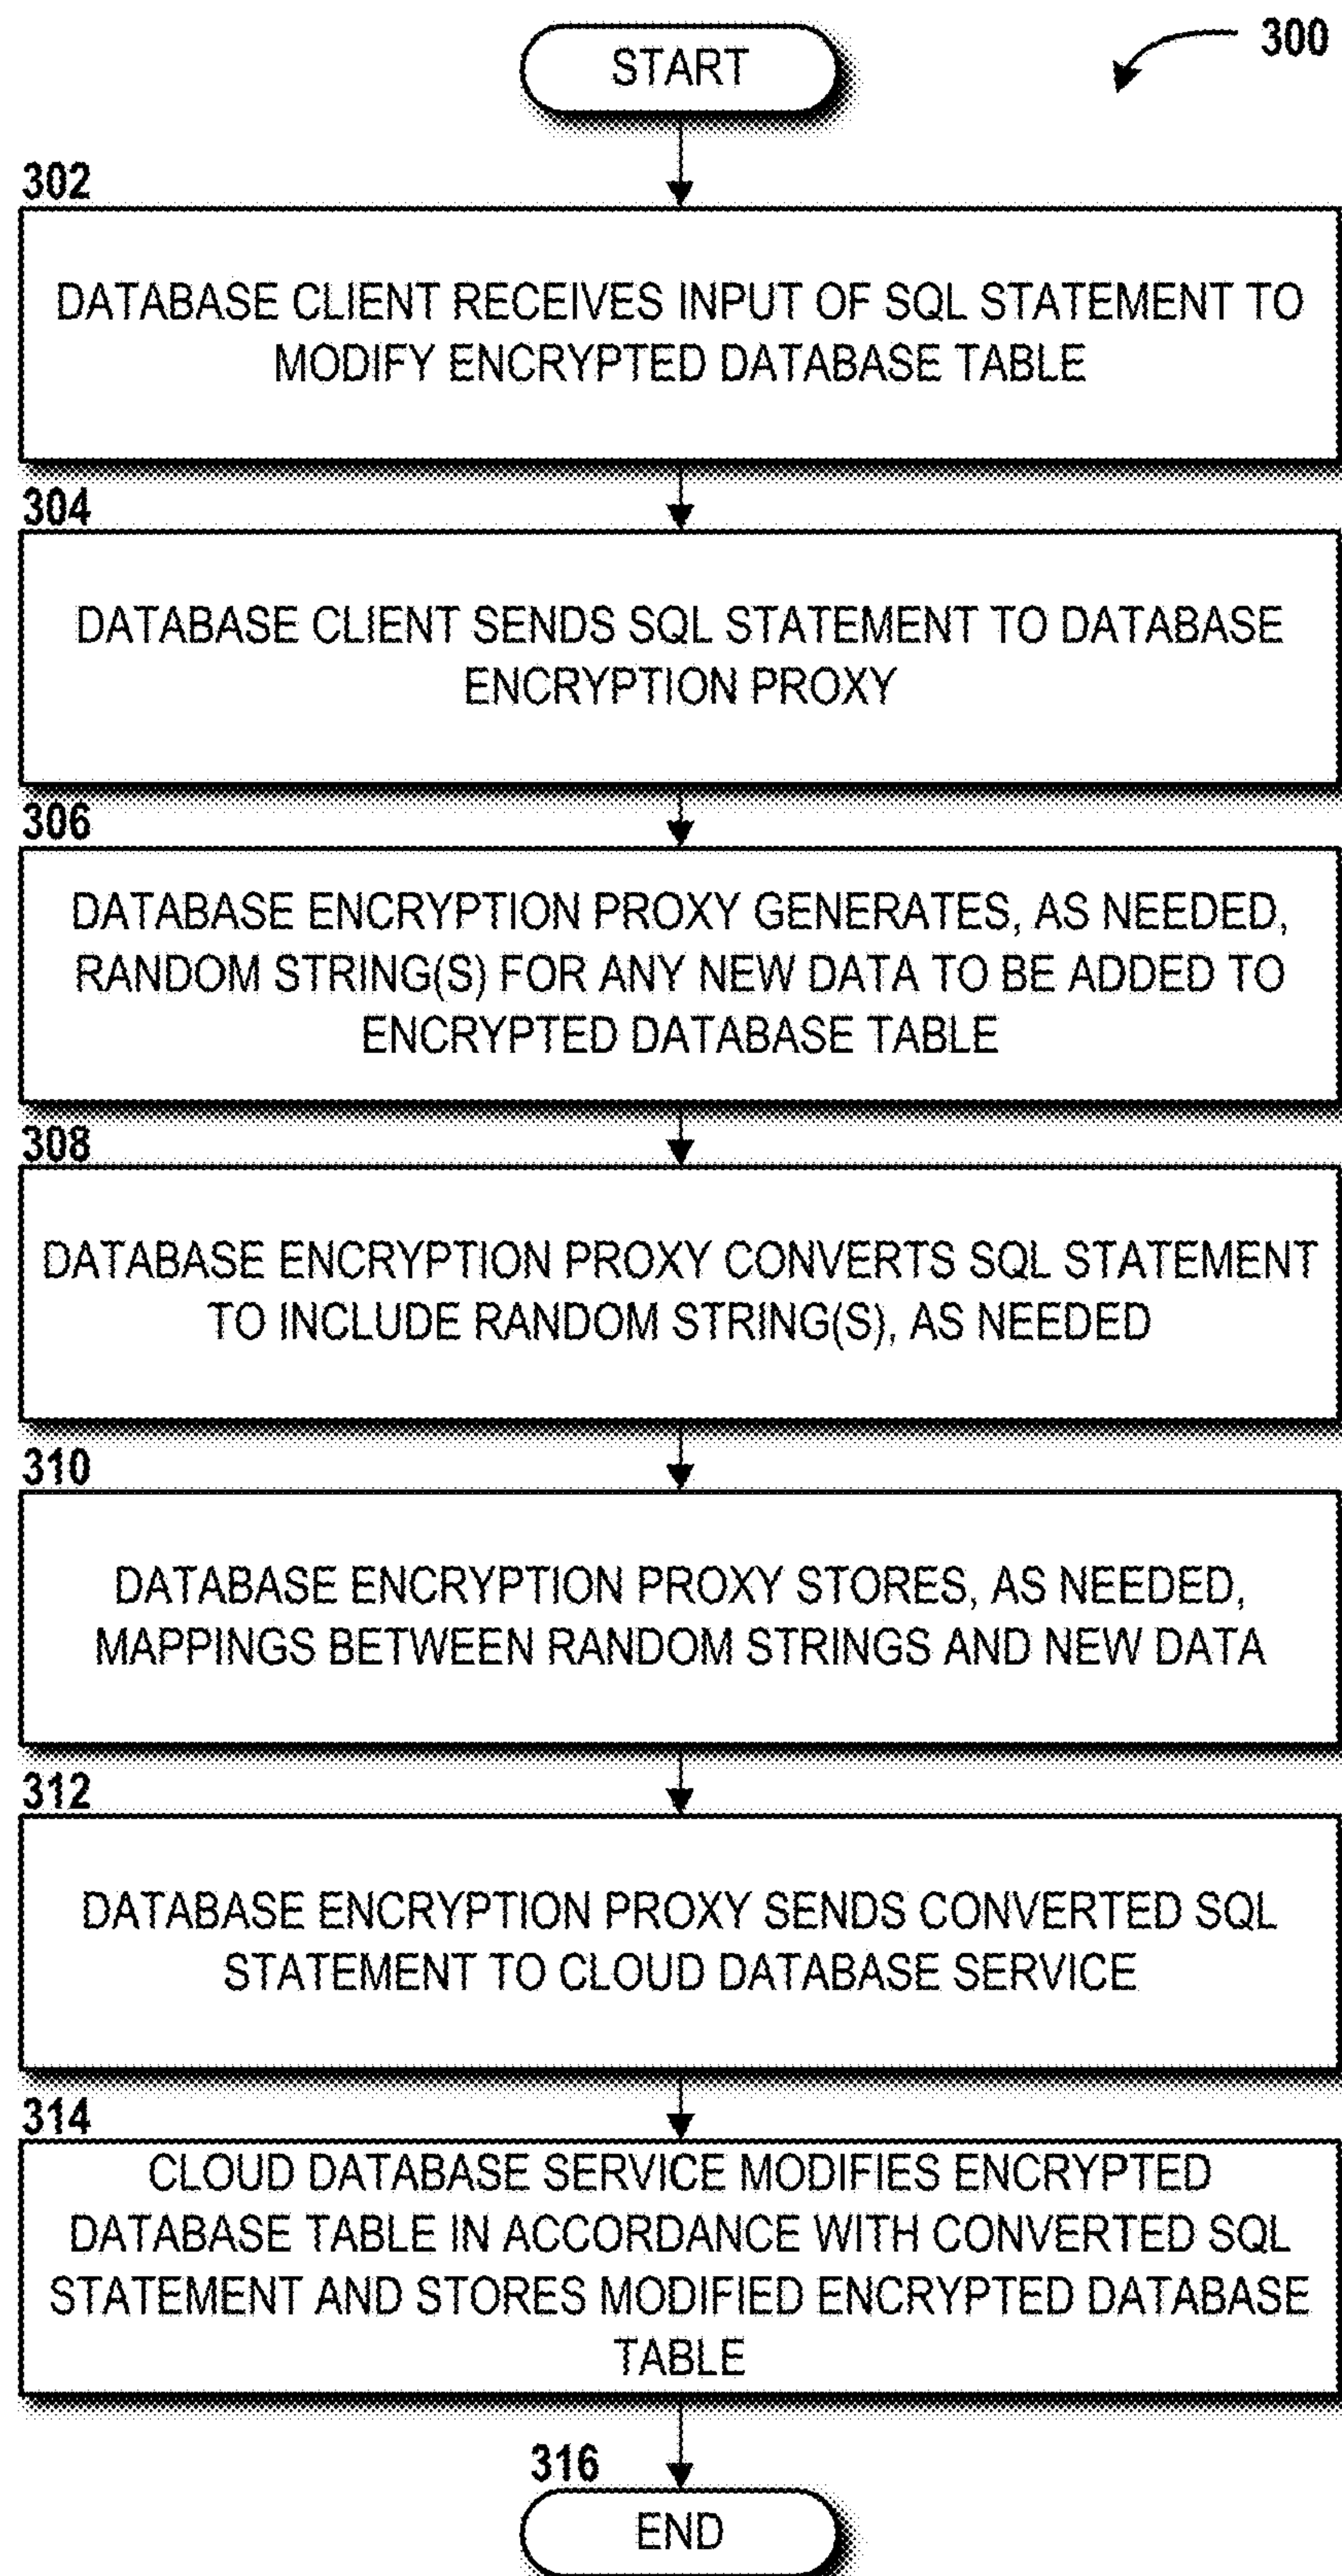 START
300
302
DATABASE CLIENT RECEIVES INPUT OF SQL STATEMENT TO
MODIFY ENCRYPTED DATABASE TABLE
304
DATABASE CLIENT SENDS SQL STATEMENT TO DATABASE
ENCRYPTION PROXY
306
DATABASE ENCRYPTION PROXY GENERATES, AS NEEDED,
RANDOM STRING(S) FOR ANY NEW DATA TO BE ADDED TO
ENCRYPTED DATABASE TABLE
308
DATABASE ENCRYPTION PROXY CONVERTS SQL STATEMENT
TO INCLUDE RANDOM STRING(S), AS NEEDED
310
DATABASE ENCRYPTION PROXY STORES, AS NEEDED,
MAPPINGS BETWEEN RANDOM STRINGS AND NEW DATA
312
DATABASE ENCRYPTION PROXY SENDS CONVERTED SQL
STATEMENT TO CLOUD DATABASE SERVICE
314
CLOUD DATABASE SERVICE MODIFIES ENCRYPTED
DATABASE TABLE IN ACCORDANCE WITH CONVERTED SQL
STATEMENT AND STORES MODIFIED ENCRYPTED DATABASE
TABLE
316
END